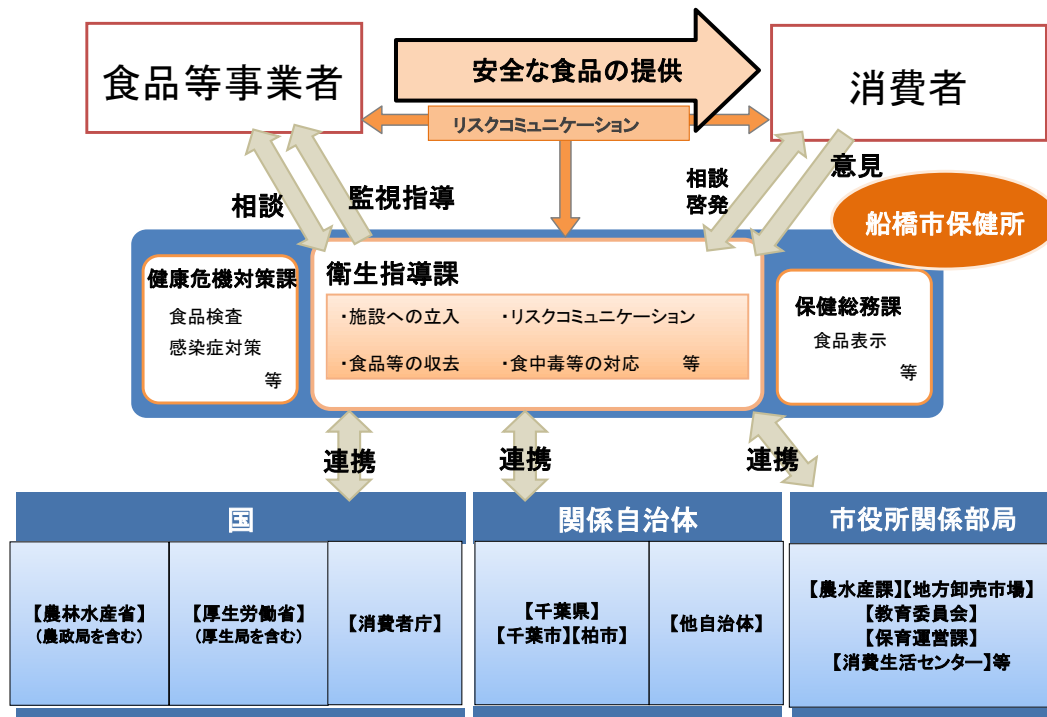 食品等事業者
安全な食品の提供
消費者
リスクコミュニケーション
相談
監視指導
相談
啓発
意見
船橋市保健所
健康危機対策課
食品検査
感染症対策
等
衛生指導課
・施設への立入 ・リスクコミュニケーション
・食品等の収去 ・食中毒等の対応 等
保健総務課
食品表示
等
連携
連携
連携
国
【農林水産省】
(農政局を含む)
【厚生労働省】
(厚生局を含む)
【消費者庁】
関係自治体
【千葉県】
【千葉市】【柏市】
【他自治体】
市役所関係部局
【農水産課】【地方卸売市場】
【教育委員会】
【保育運営課】
【消費生活センター】等